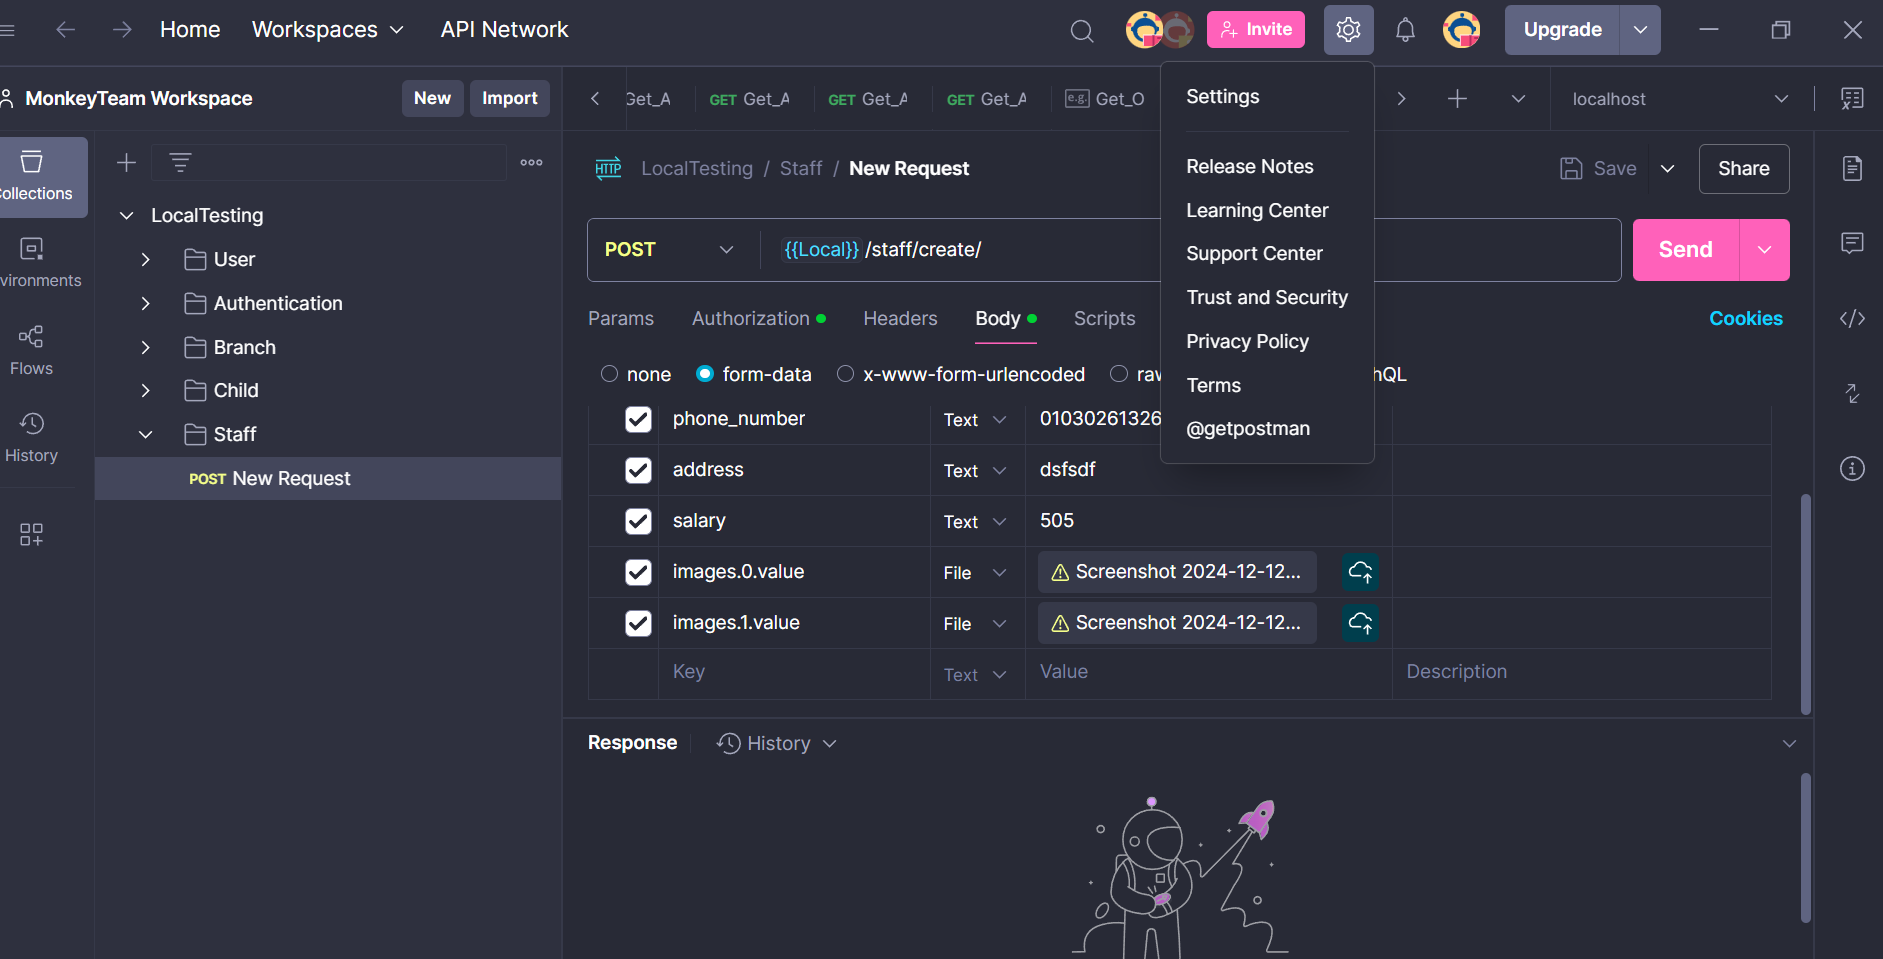 Home Workspaces API Network Invite Upgrade
MonkeyTeam Workspace New Import
Get_A GET Get_A GET Get_A GET Get_A e.g. Get_O localhost
Settings
Release Notes
Learning Center
Support Center
Trust and Security
Privacy Policy
Terms
@getpostman
Collections
vironments
Flows
History
LocalTesting
User
Authentication
Branch
Child
Staff
POST New Request
HTTP LocalTesting / Staff / New Request Save Share
POST {{Local}} /staff/create/ Send
Params Authorization Headers Body Scripts Cookies
none form-data x-www-form-urlencoded raw hQL
phone_number Text 01030261326
address Text dsfsdf
salary Text 505
images.0.value File Screenshot 2024-12-12...
images.1.value File Screenshot 2024-12-12...
Key Text Value Description
Response History